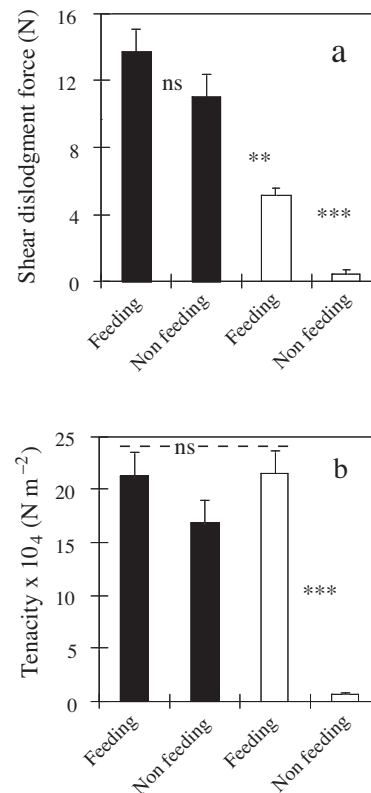 Shear dislodgment force (N)
16
12
8
4
0
a
ns
**
***
Feeding
Non feeding
Feeding
Non feeding
Tenacity x 10₄ (N m⁻²)
25
20
15
10
5
0
b
ns
***
Feeding
Non feeding
Feeding
Non feeding